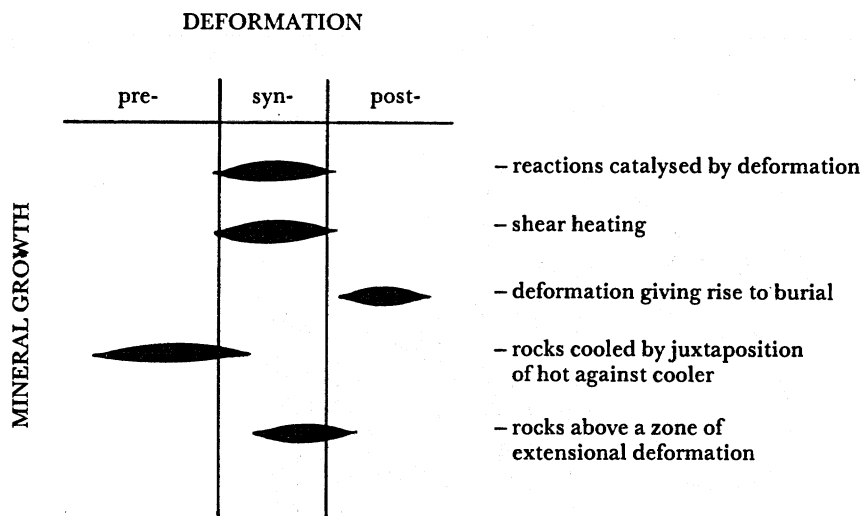 DEFORMATION
pre-
syn-
post-
MINERAL GROWTH
– reactions catalysed by deformation
– shear heating
– deformation giving rise to burial
– rocks cooled by juxtaposition
of hot against cooler
– rocks above a zone of
extensional deformation